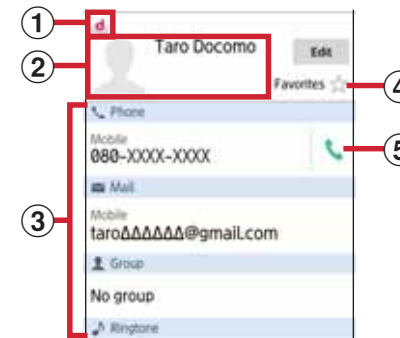 1
d
2
Taro Docomo
Edit
Favorites
4
Phone
Mobile
080-XXXX-XXXX
5
Mail
3
Mobile
taroΔΔΔΔΔΔ@gmail.com
Group
No group
Ringtone